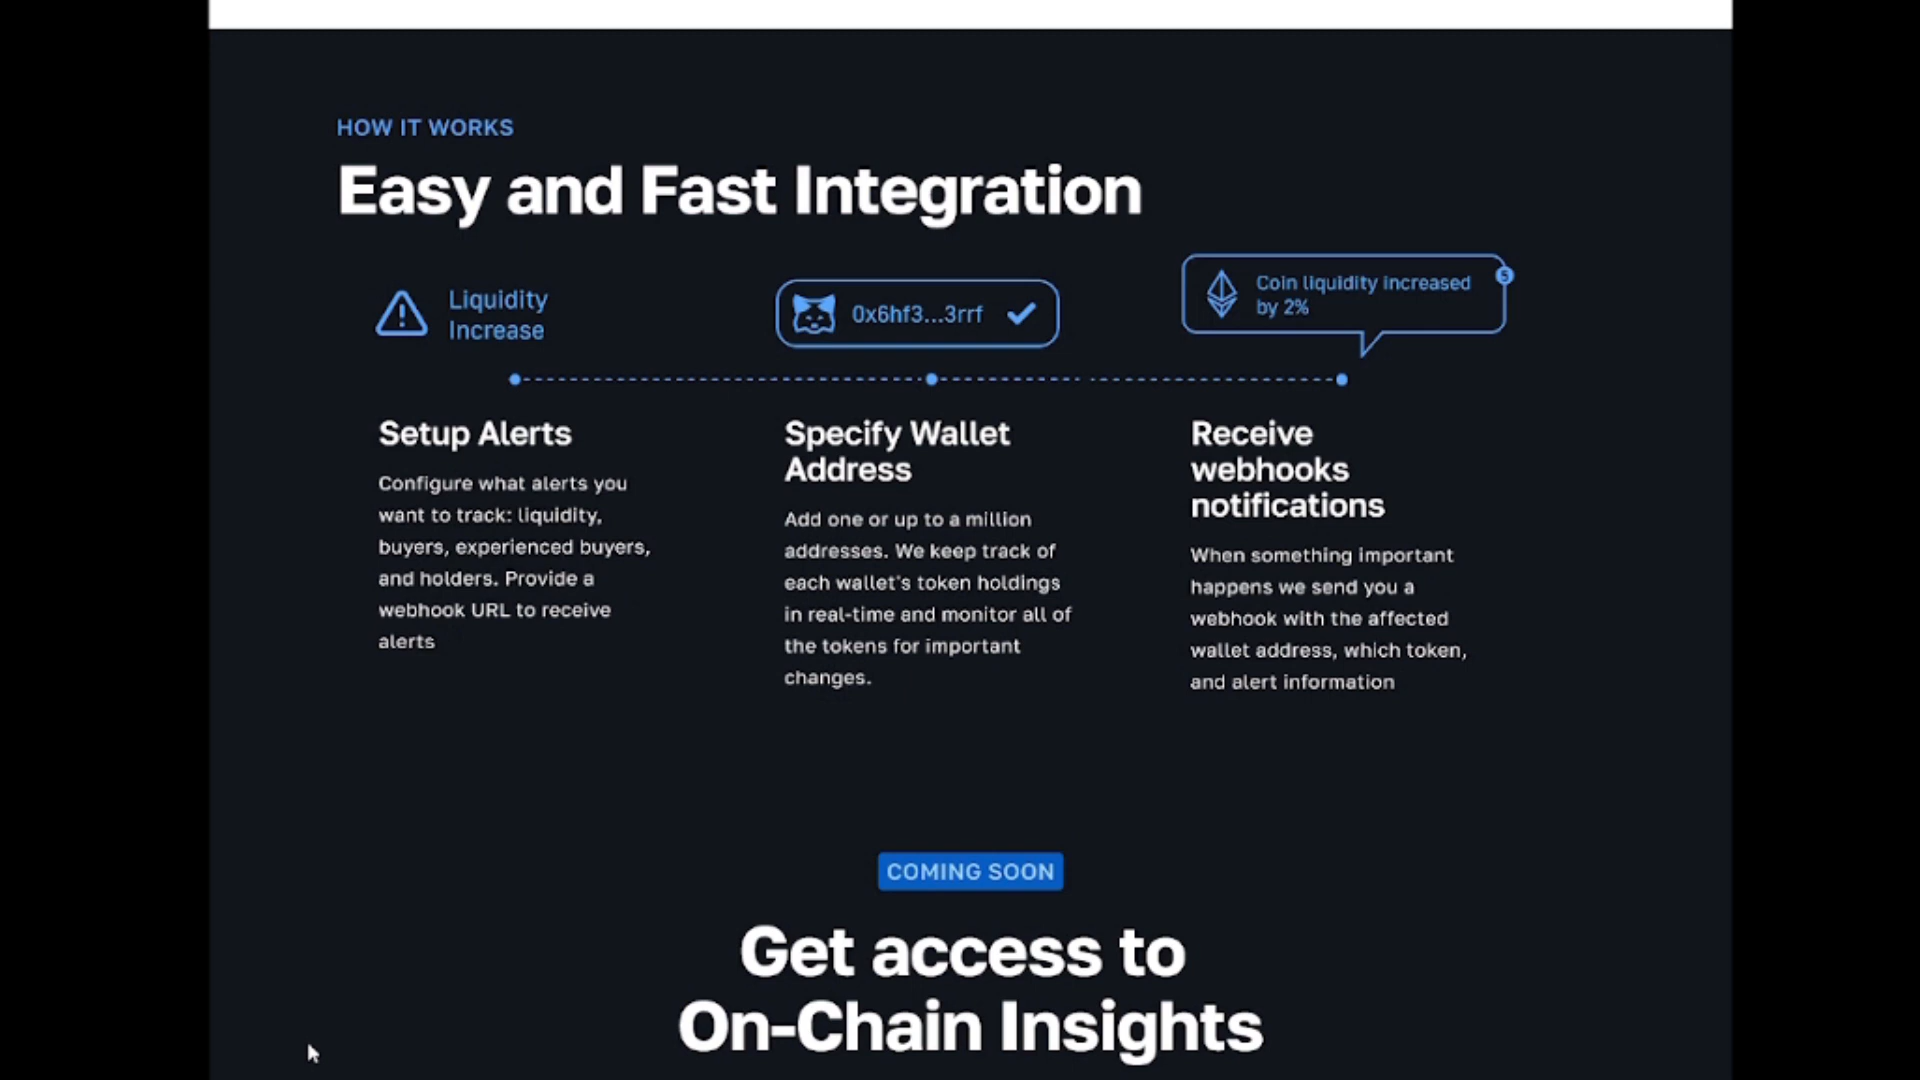 HOW IT WORKS
Easy and Fast Integration
Liquidity
Increase
0x6hf3...3rrf
Coin liquidity increased
by 2%
5
Setup Alerts
Configure what alerts you
want to track: liquidity,
buyers, experienced buyers,
and holders. Provide a
webhook URL to receive
alerts
Specify Wallet
Address
Add one or up to a million
addresses. We keep track of
each wallet's token holdings
in real-time and monitor all of
the tokens for important
changes.
Receive
webhooks
notifications
When something important
happens we send you a
webhook with the affected
wallet address, which token,
and alert information
COMING SOON
Get access to
On-Chain Insights